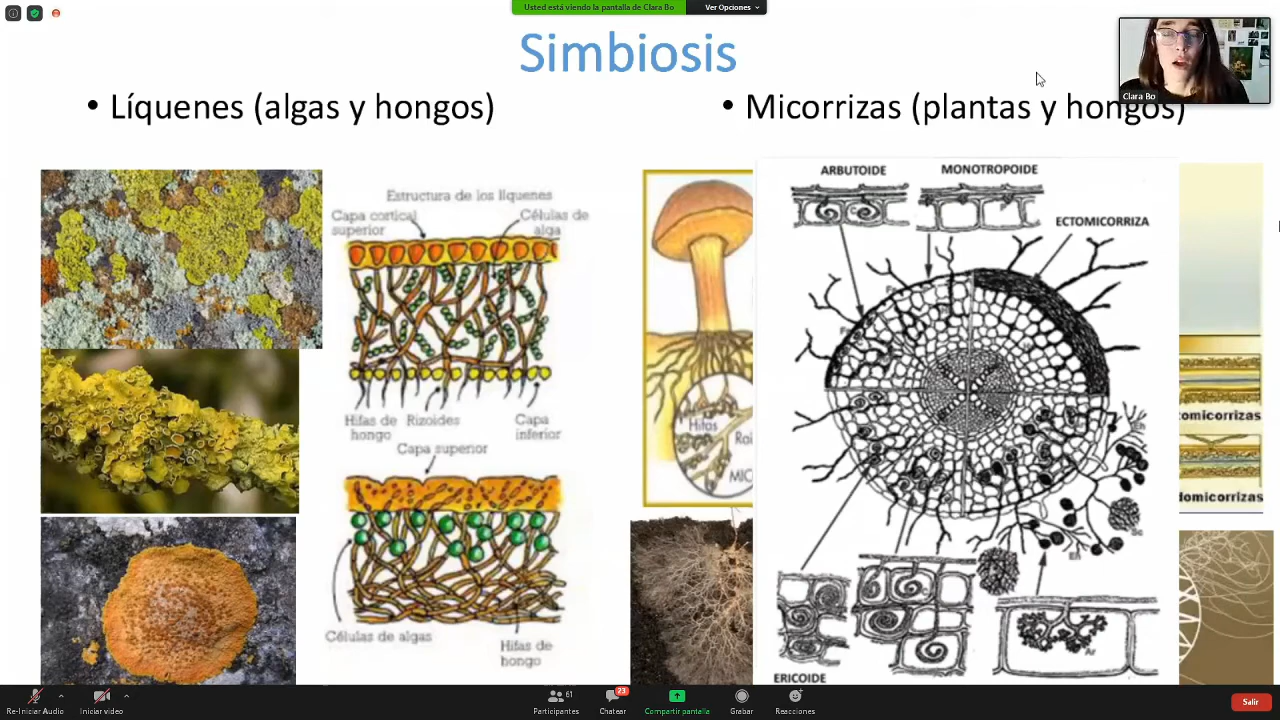 Usted está viendo la pantalla de Clara Bo
Ver Opciones
Simbiosis
Clara Bo
• Líquenes (algas y hongos)
• Micorrizas (plantas y hongos)
Estructura de los líquenes
Capa cortical
superior
Células de
alga
Hifas de
hongo
Rizoides
Capa
inferior
Capa superior
Células de algas
Hifas de
hongo
Hifas
ARBUTOIDE
MONOTROPOIDE
ECTOMICORRIZA
ERICOIDE
Re-Iniciar Audio
Iniciar video
61
Participantes
23
Chatear
Compartir pantalla
Grabar
Reacciones
Salir